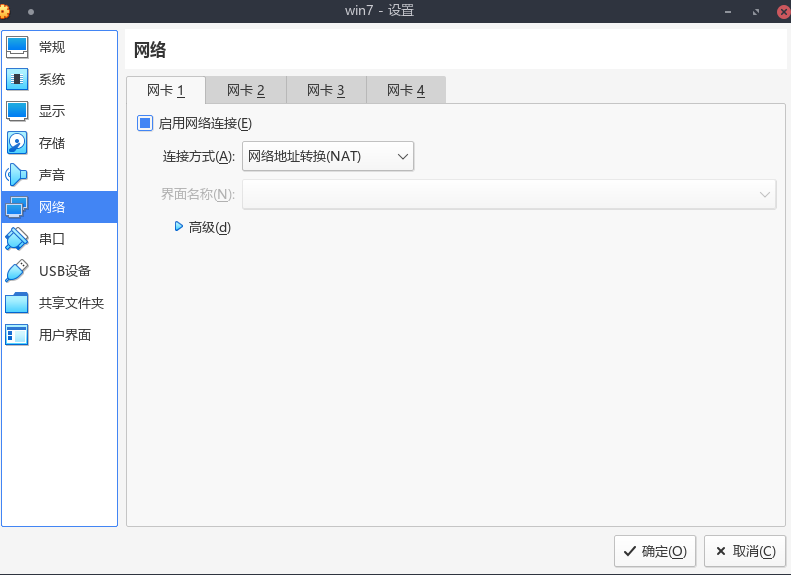 win7 - 设置
常规
系统
显示
存储
声音
网络
串口
USB设备
共享文件夹
用户界面
网络
网卡 1 网卡 2 网卡 3 网卡 4
启用网络连接(E)
连接方式(A): 网络地址转换(NAT)
界面名称(N):
高级(d)
确定(O) 取消(C)